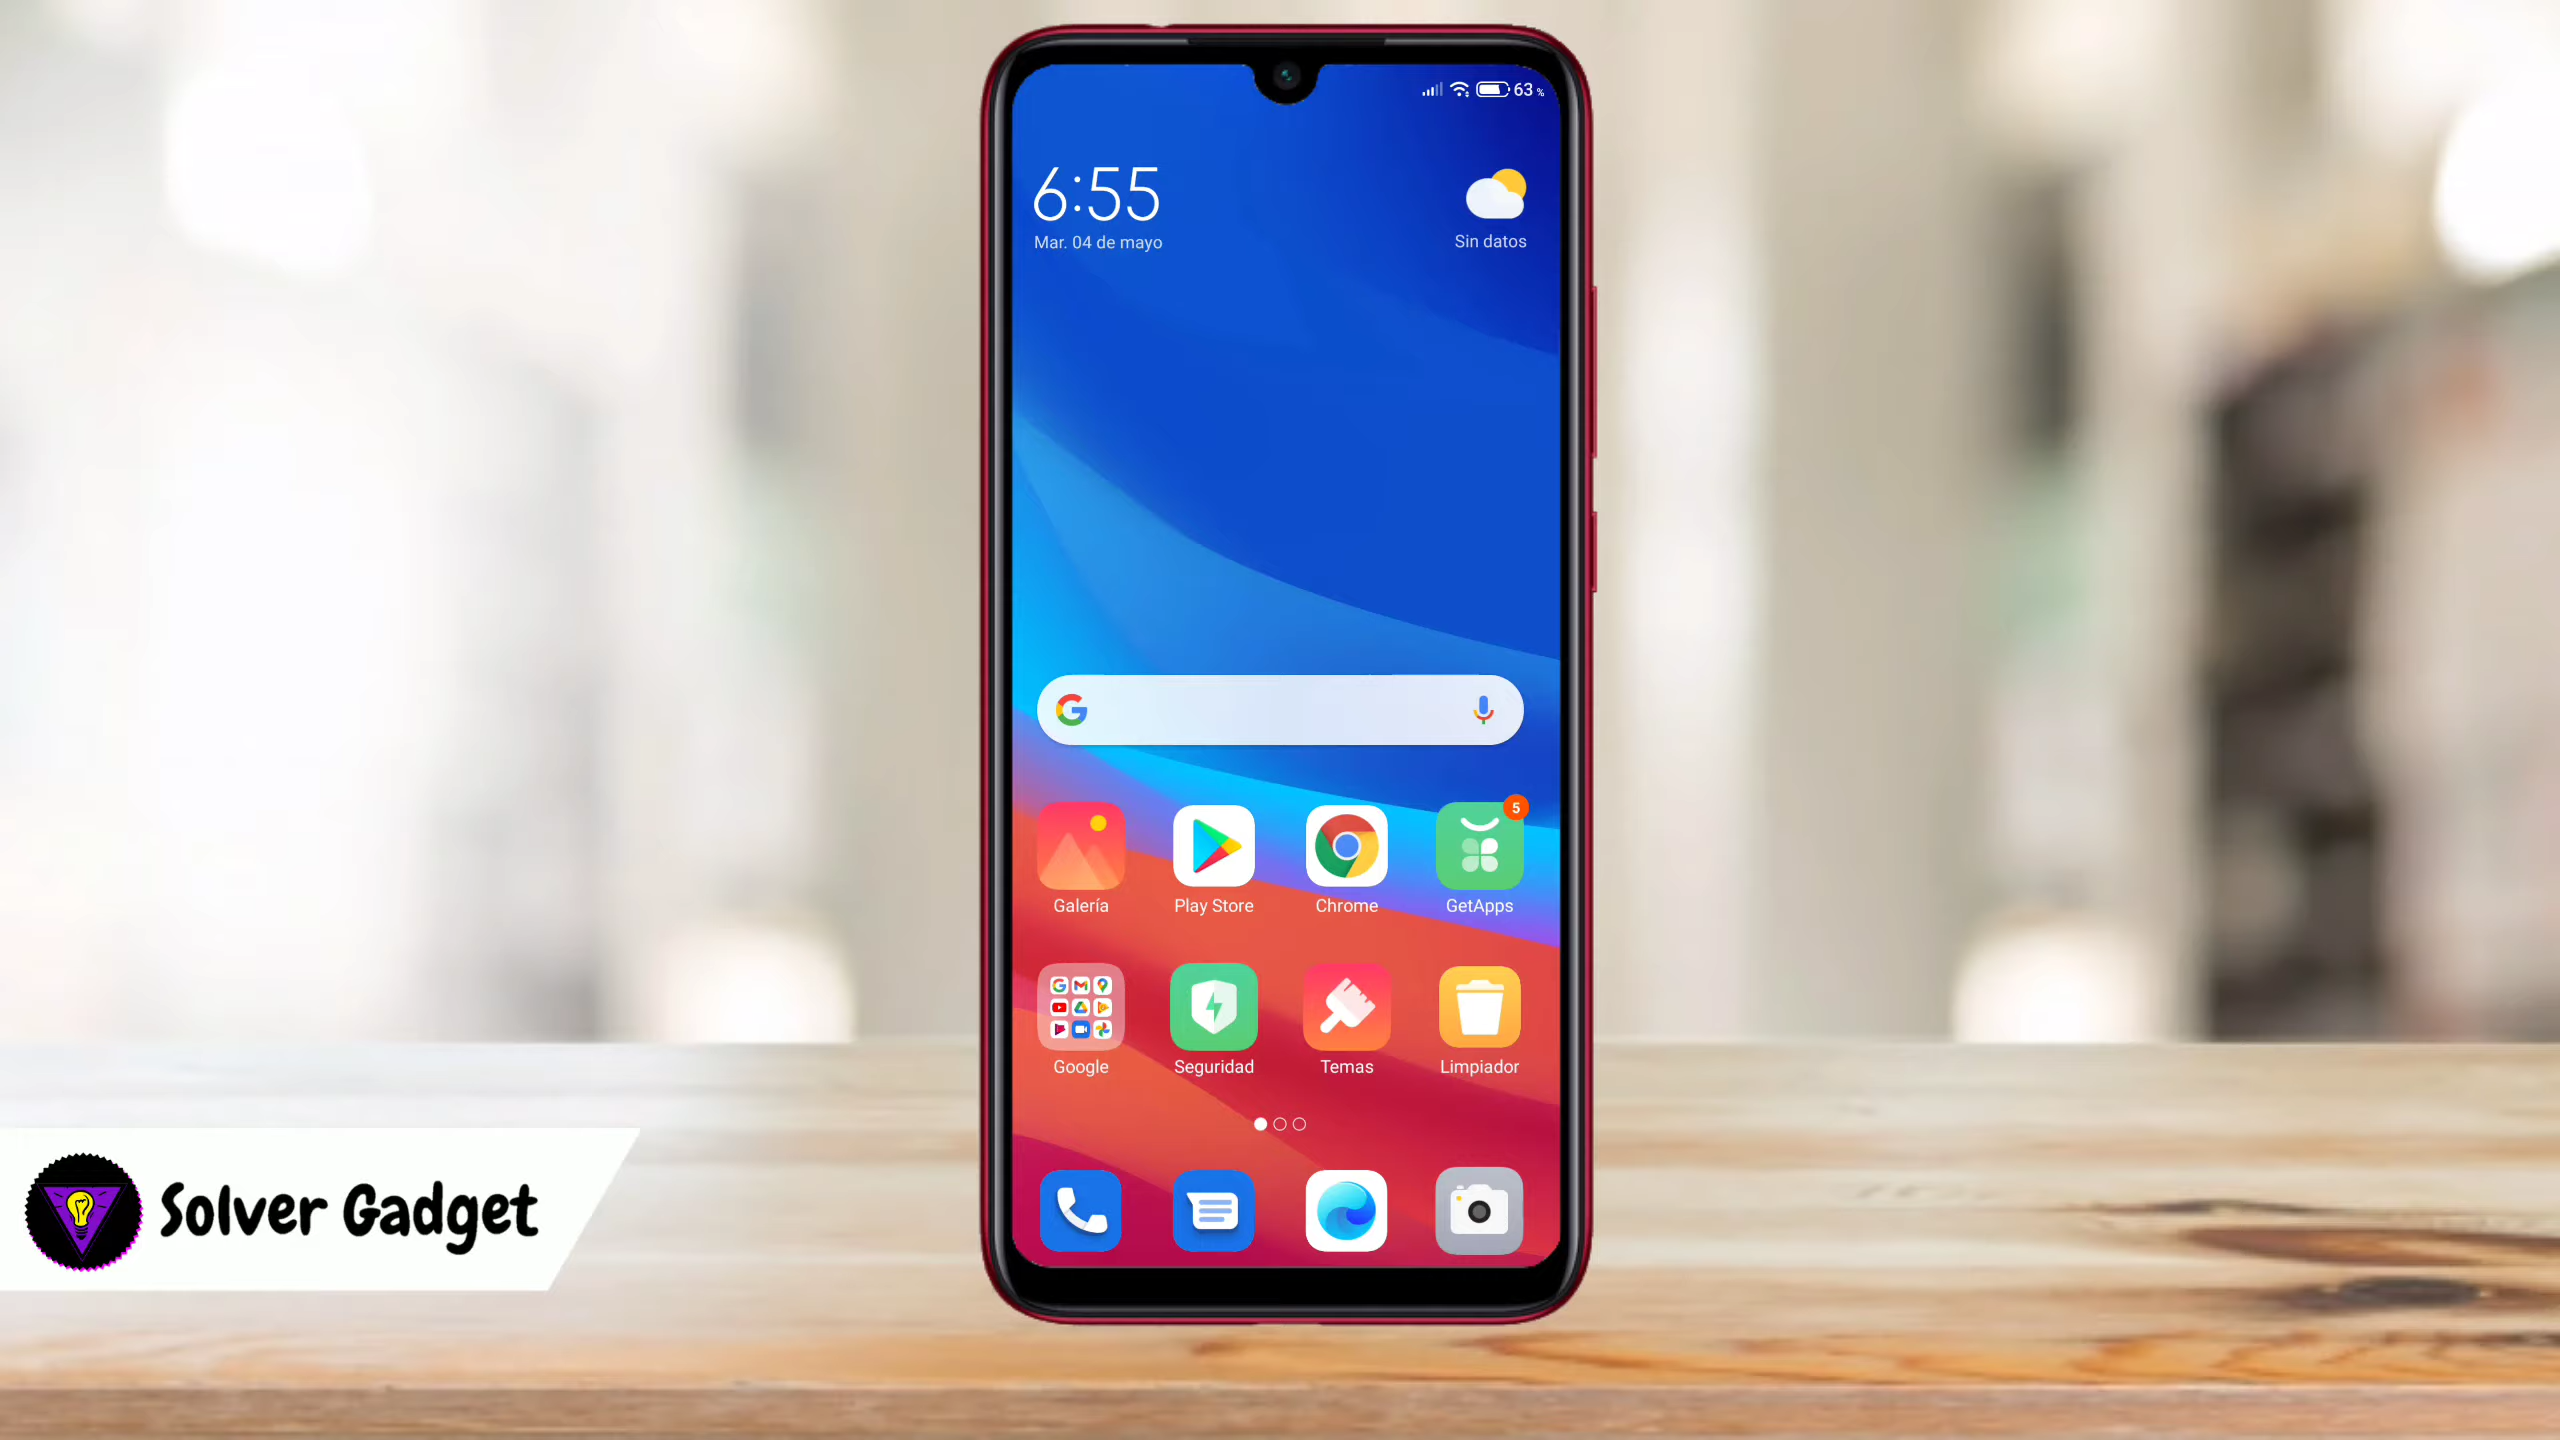 63 %
6:55
Mar. 04 de mayo
Sin datos
5
Galería
Play Store
Chrome
GetApps
Google
Seguridad
Temas
Limpiador
Solver Gadget